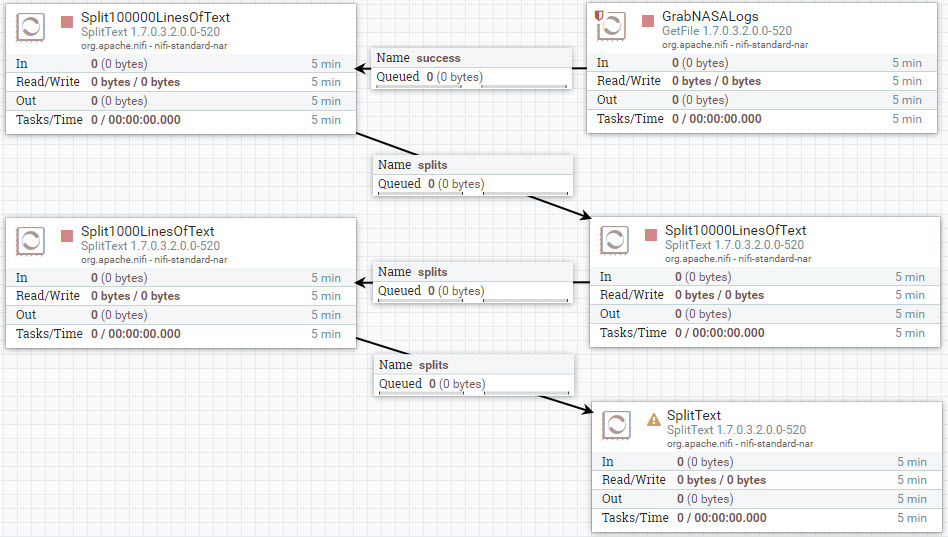 Split100000LinesOfText
SplitText 1.7.0.3.2.0.0-520
org.apache.nifi - nifi-standard-nar
In 0 (0 bytes) 5 min
Read/Write 0 bytes / 0 bytes 5 min
Out 0 (0 bytes) 5 min
Tasks/Time 0 / 00:00:00.000 5 min
Name success
Queued 0 (0 bytes)
GrabNASALogs
GetFile 1.7.0.3.2.0.0-520
org.apache.nifi - nifi-standard-nar
In 0 (0 bytes) 5 min
Read/Write 0 bytes / 0 bytes 5 min
Out 0 (0 bytes) 5 min
Tasks/Time 0 / 00:00:00.000 5 min
Name splits
Queued 0 (0 bytes)
Split1000LinesOfText
SplitText 1.7.0.3.2.0.0-520
org.apache.nifi - nifi-standard-nar
In 0 (0 bytes) 5 min
Read/Write 0 bytes / 0 bytes 5 min
Out 0 (0 bytes) 5 min
Tasks/Time 0 / 00:00:00.000 5 min
Name splits
Queued 0 (0 bytes)
Split10000LinesOfText
SplitText 1.7.0.3.2.0.0-520
org.apache.nifi - nifi-standard-nar
In 0 (0 bytes) 5 min
Read/Write 0 bytes / 0 bytes 5 min
Out 0 (0 bytes) 5 min
Tasks/Time 0 / 00:00:00.000 5 min
Name splits
Queued 0 (0 bytes)
SplitText
SplitText 1.7.0.3.2.0.0-520
org.apache.nifi - nifi-standard-nar
In 0 (0 bytes) 5 min
Read/Write 0 bytes / 0 bytes 5 min
Out 0 (0 bytes) 5 min
Tasks/Time 0 / 00:00:00.000 5 min